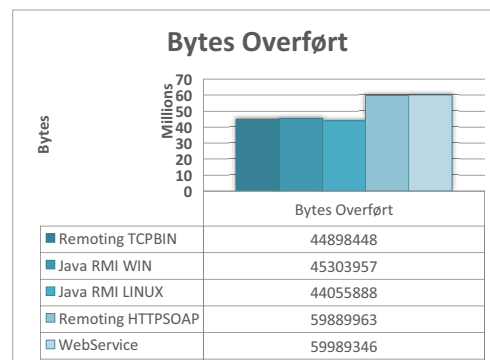 Bytes Overført
Bytes
Millions
70
60
50
40
30
20
10
0
Bytes Overført
Remoting TCPBIN 44898448
Java RMI WIN 45303957
Java RMI LINUX 44055888
Remoting HTTPSOAP 59889963
WebService 59989346